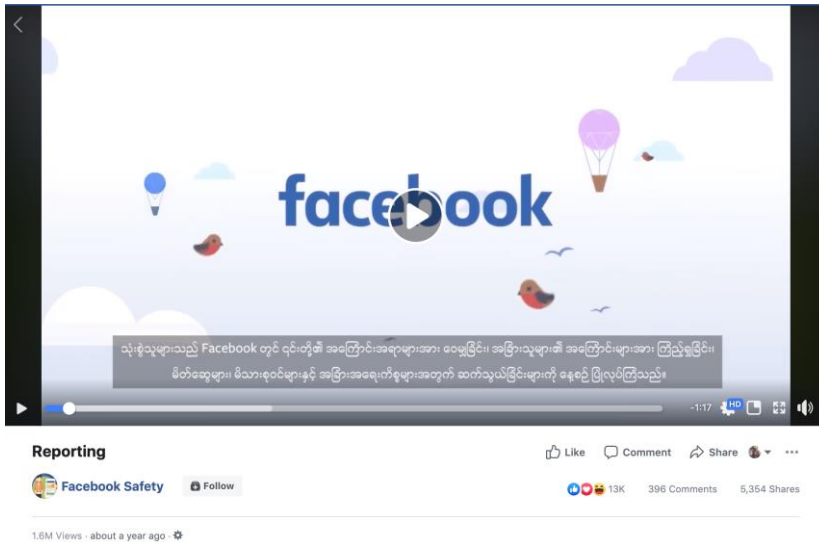 facebook
သုံးစွဲသူများသည် Facebook တွင် ၎င်းတို့၏ အကြောင်းအရာများအား ဝေမျှခြင်း၊ အခြားသူများ၏ အကြောင်းများအား ကြည့်ရှုခြင်း၊
မိတ်ဆွေများ၊ မိသားစုဝင်များနှင့် အခြားအရေးကိစ္စများအတွက် ဆက်သွယ်ခြင်းများကို နေ့စဉ် ပြုလုပ်ကြသည်။
-1:17 HD
Reporting
Like Comment Share
Facebook Safety Follow
13K 396 Comments 5,354 Shares
1.6M Views · about a year ago ·